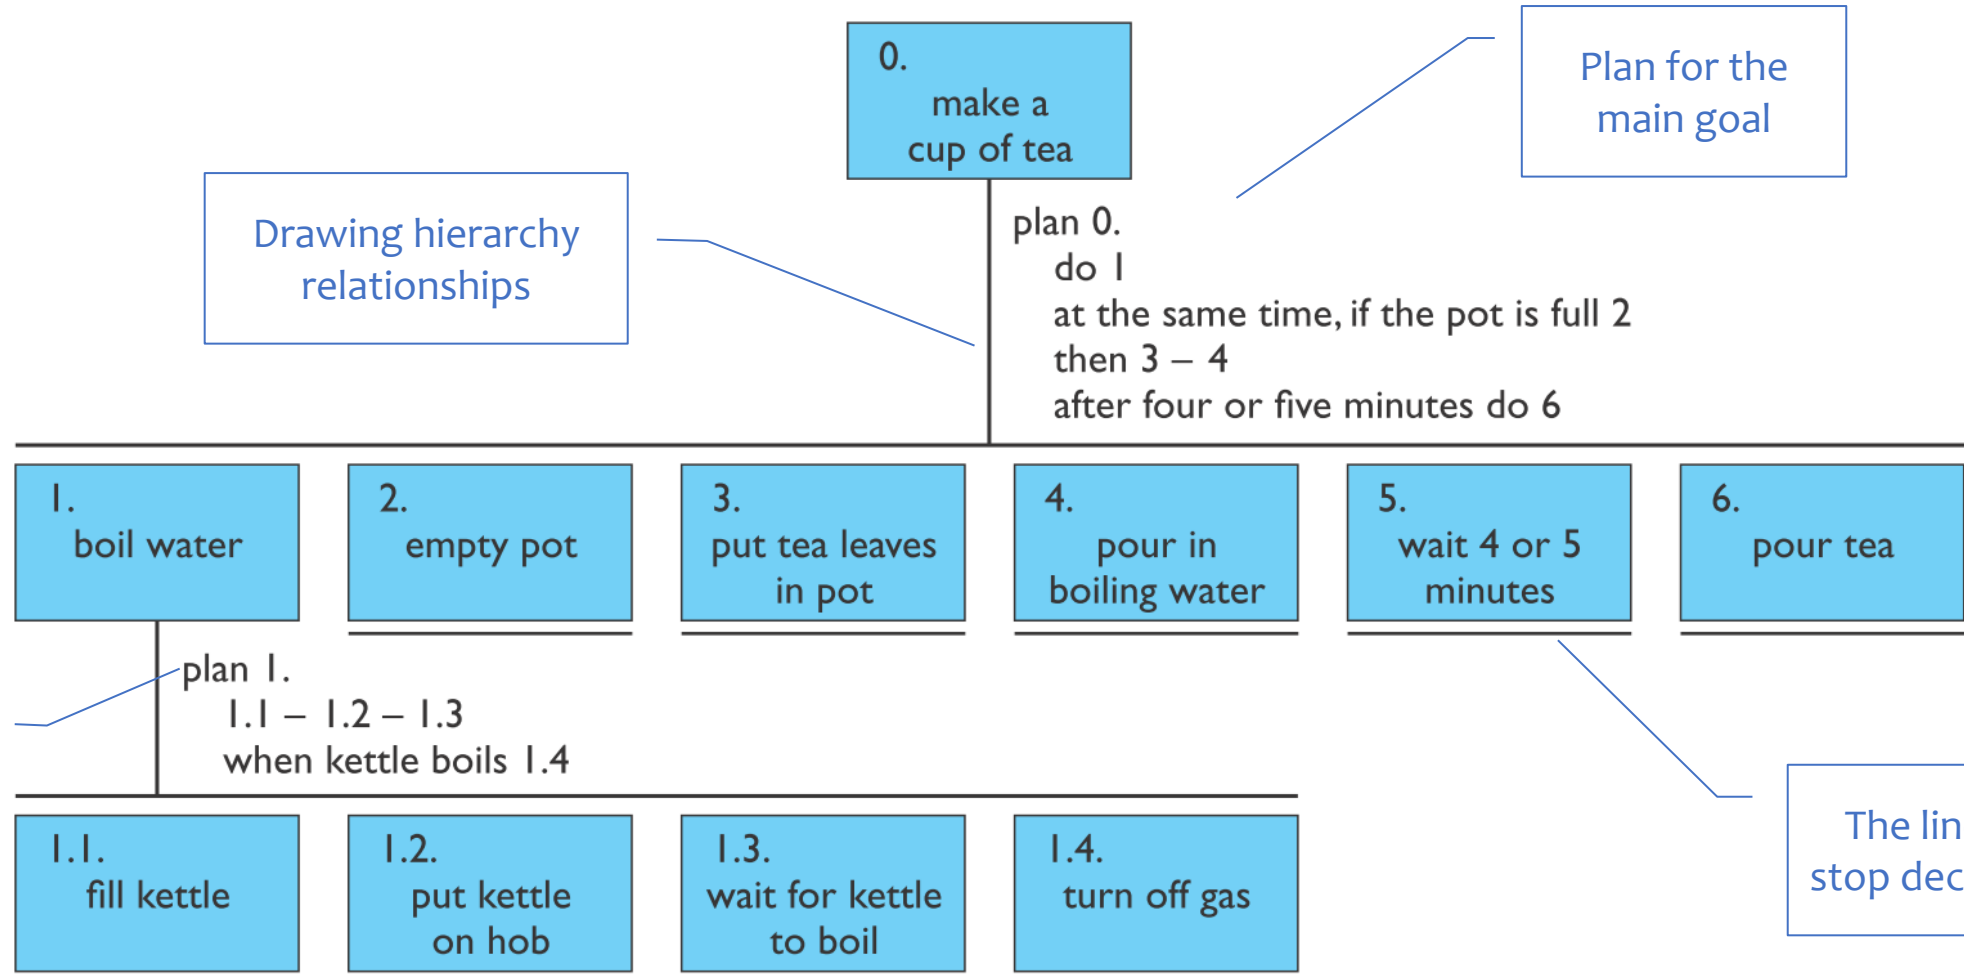 0.
make a
cup of tea
Plan for the
main goal
Drawing hierarchy
relationships
plan 0.
do 1
at the same time, if the pot is full 2
then 3 – 4
after four or five minutes do 6
1.
boil water
2.
empty pot
3.
put tea leaves
in pot
4.
pour in
boiling water
5.
wait 4 or 5
minutes
6.
pour tea
plan 1.
1.1 – 1.2 – 1.3
when kettle boils 1.4
The lin
stop dec
1.1.
fill kettle
1.2.
put kettle
on hob
1.3.
wait for kettle
to boil
1.4.
turn off gas